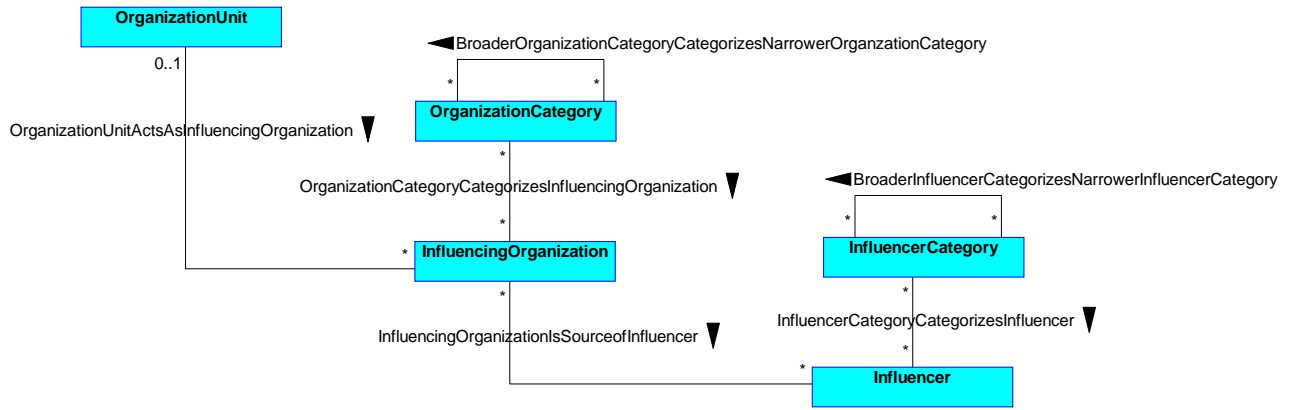 OrganizationUnit
0..1
BroaderOrganizationCategoryCategorizesNarrowerOrganzationCategory
* *
OrganizationCategory
OrganizationUnitActsAsInfluencingOrganization
*
OrganizationCategoryCategorizesInfluencingOrganization
BroaderInfluencerCategorizesNarrowerInfluencerCategory
*
* *
* InfluencingOrganization
InfluencerCategory
*
*
InfluencingOrganizationIsSourceofInfluencer
InfluencerCategoryCategorizesInfluencer
*
*
Influencer